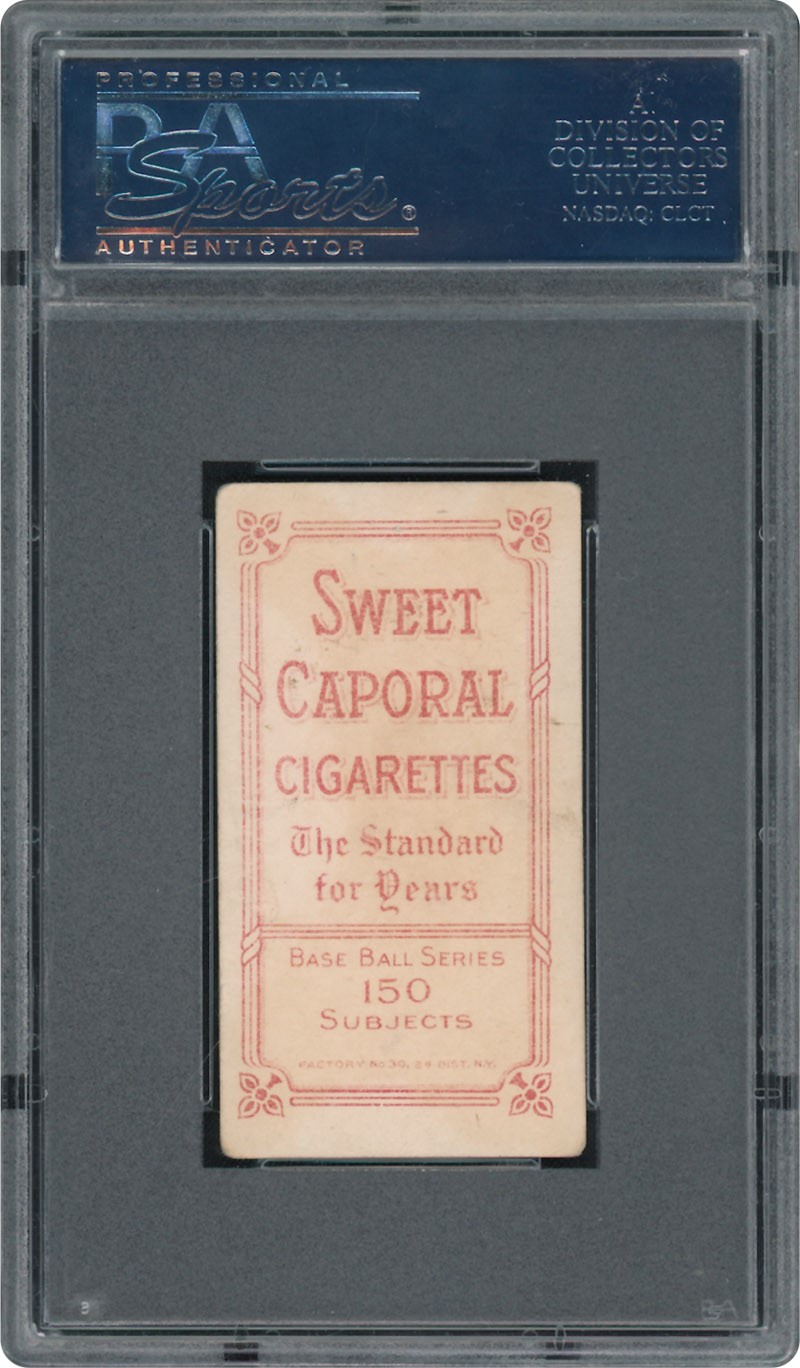 PROFESSIONAL
PSA
Sports®
AUTHENTICATOR
A
DIVISION OF
COLLECTORS
UNIVERSE
NASDAQ: CLCT
SWEET
CAPORAL
CIGARETTES
The Standard
for Years
BASE BALL SERIES
150
SUBJECTS
FACTORY No 30, 2d DIST. N.Y.
PSA